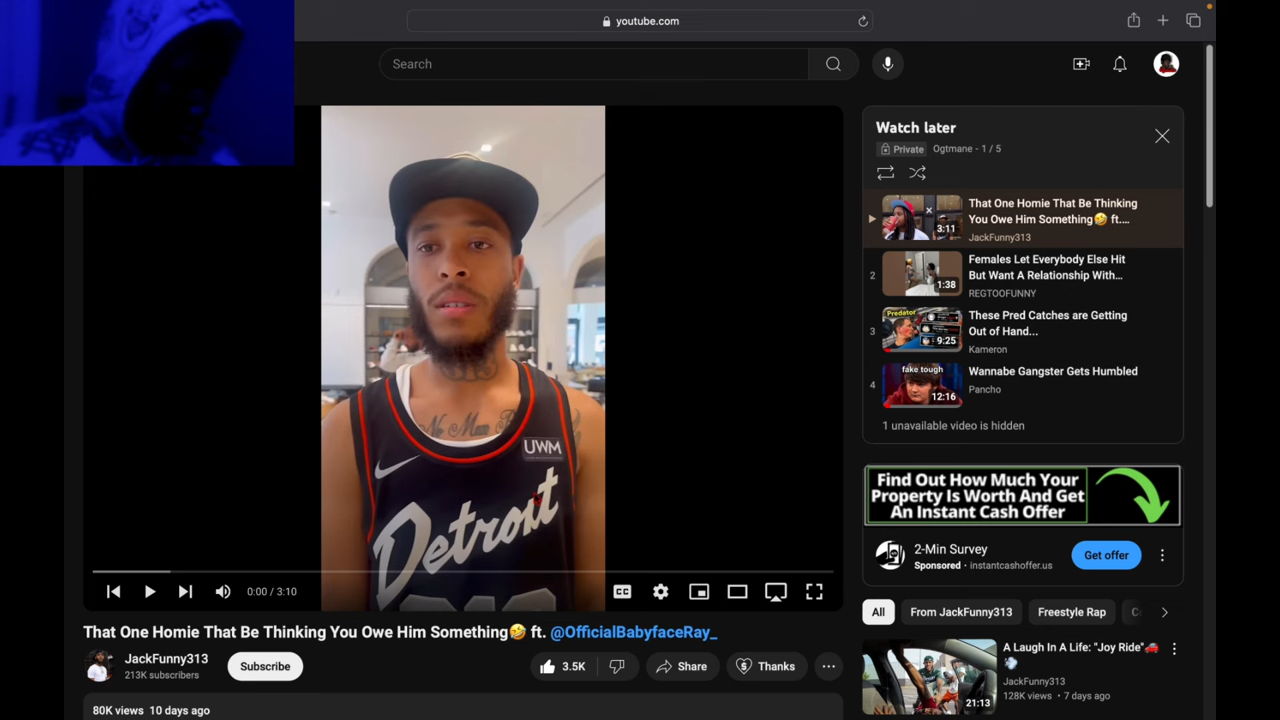 youtube.com
Search
No Man
UWM
Detroit
0:00 / 3:10
CC
That One Homie That Be Thinking You Owe Him Something🤣 ft. @OfficialBabyfaceRay_
JackFunny313
213K subscribers
Subscribe
3.5K
Share
Thanks
80K views 10 days ago
Watch later
Private
Ogtmane - 1 / 5
3:11
That One Homie That Be Thinking
You Owe Him Something🤣 ft....
JackFunny313
2
1:38
Females Let Everybody Else Hit
But Want A Relationship With...
REGTOOFUNNY
3
Predator
9:25
These Pred Catches are Getting
Out of Hand...
Kameron
4
fake tough
12:16
Wannabe Gangster Gets Humbled
Pancho
1 unavailable video is hidden
Find Out How Much Your
Property Is Worth And Get
An Instant Cash Offer
2-Min Survey
Sponsored · instantcashoffer.us
Get offer
All
From JackFunny313
Freestyle Rap
21:13
A Laugh In A Life: "Joy Ride"🚗
💨
JackFunny313
128K views · 7 days ago